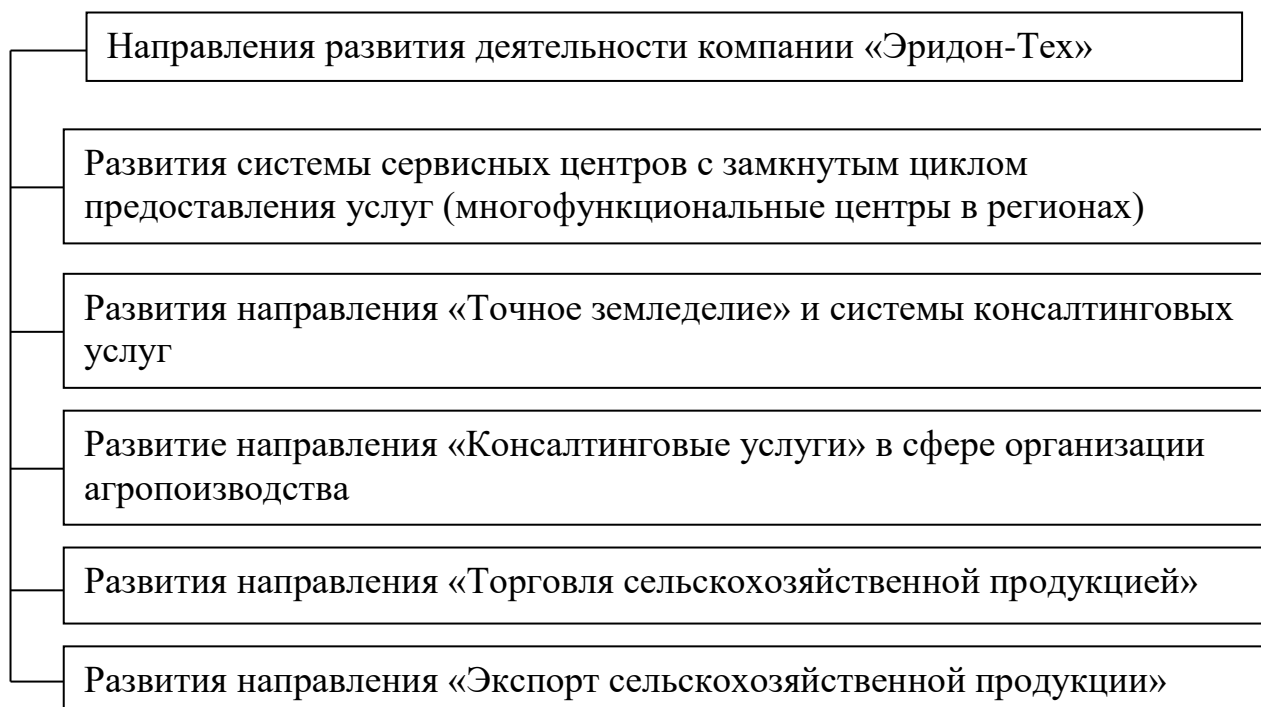 Направления развития деятельности компании «Эридон-Тех»
Развития системы сервисных центров с замкнутым циклом
предоставления услуг (многофункциональные центры в регионах)
Развития направления «Точное земледелие» и системы консалтинговых
услуг
Развитие направления «Консалтинговые услуги» в сфере организации
агропоизводства
Развития направления «Торговля сельскохозяйственной продукцией»
Развития направления «Экспорт сельскохозяйственной продукции»